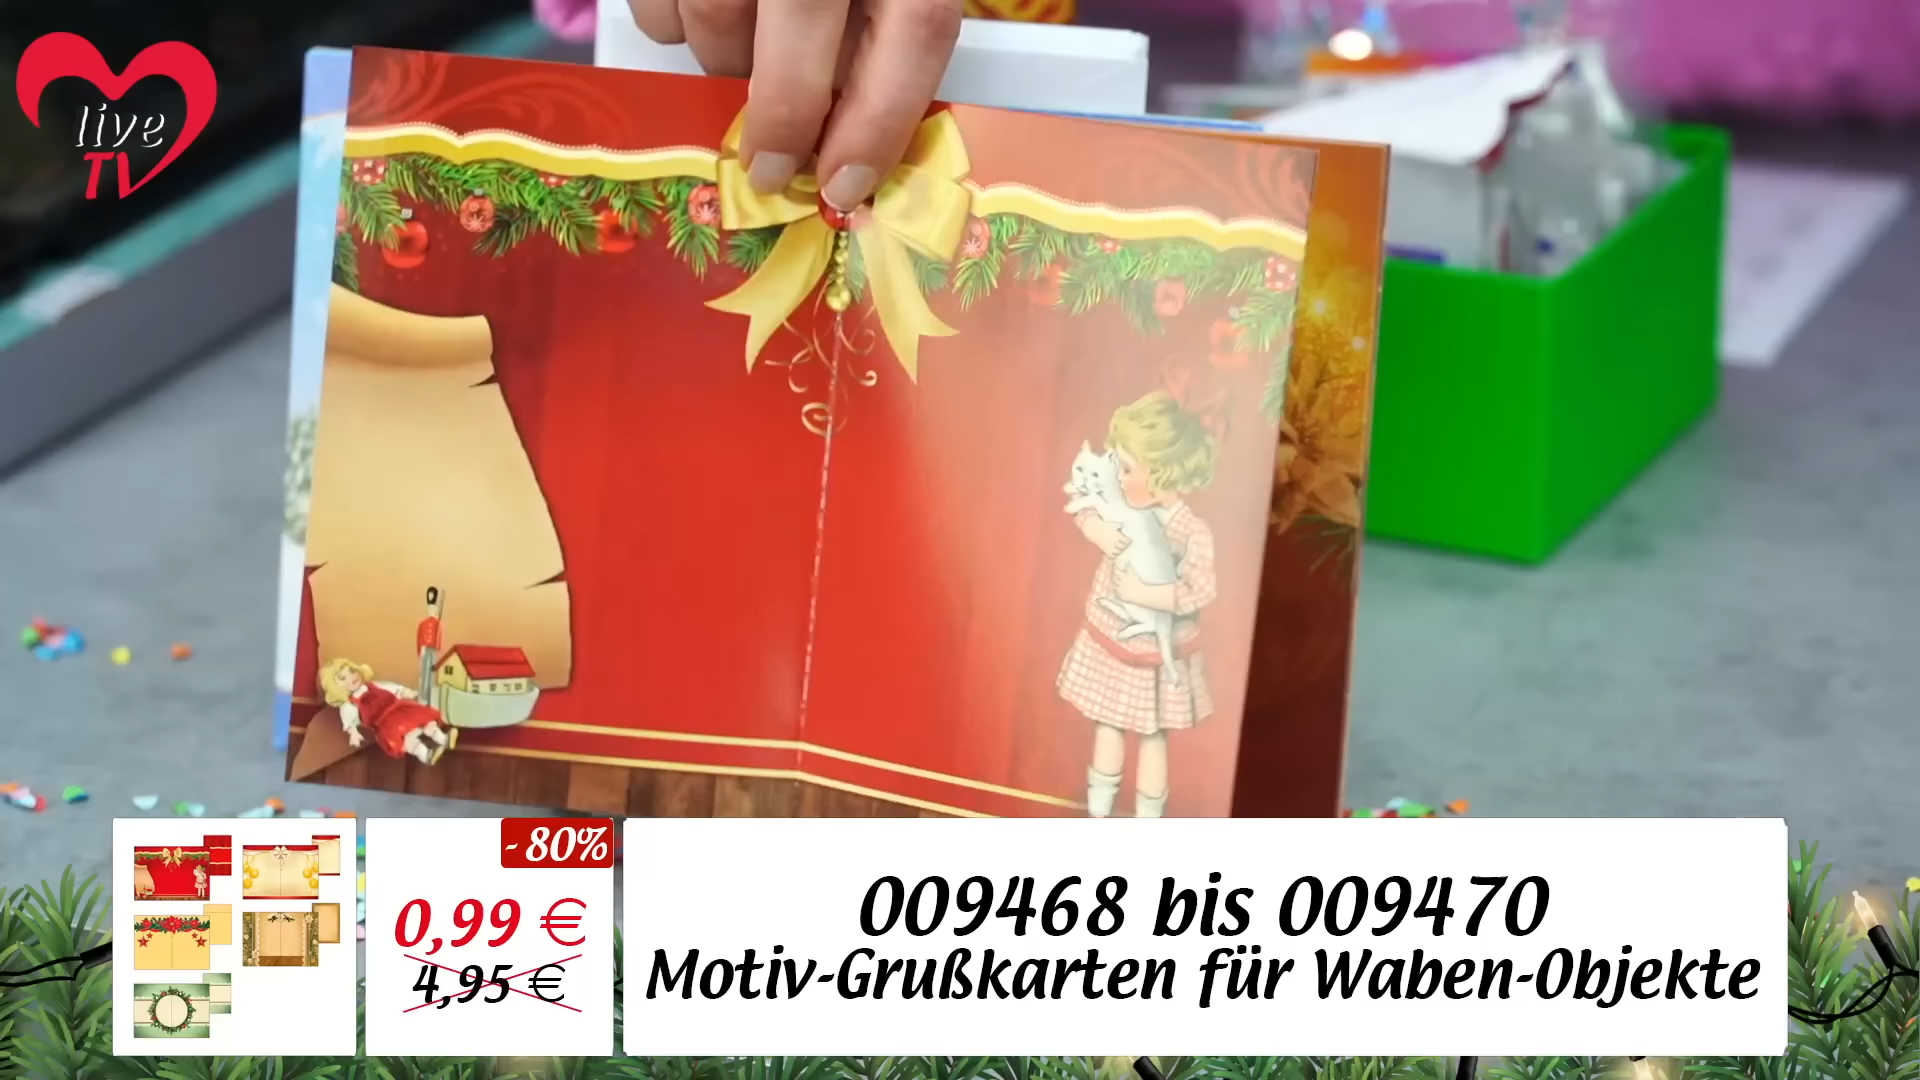 live
TV
- 80%
0,99 €
4,95 €
009468 bis 009470
Motiv-Grußkarten für Waben-Objekte